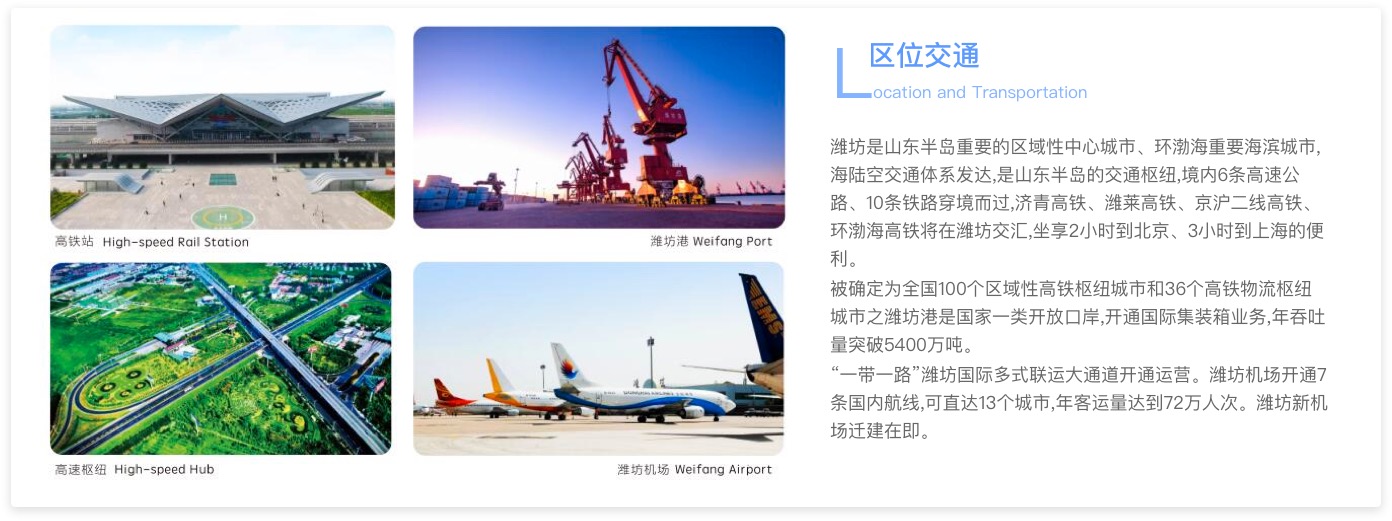 高铁站 High-speed Rail Station
潍坊港 Weifang Port
EMS
高速枢纽 High-speed Hub
潍坊机场 Weifang Airport
区位交通
Location and Transportation
潍坊是山东半岛重要的区域性中心城市、环渤海重要海滨城市,
海陆空交通体系发达,是山东半岛的交通枢纽,境内6条高速公
路、10条铁路穿境而过,济青高铁、潍莱高铁、京沪二线高铁、
环渤海高铁将在潍坊交汇,坐享2小时到北京、3小时到上海的便
利。
被确定为全国100个区域性高铁枢纽城市和36个高铁物流枢纽
城市之潍坊港是国家一类开放口岸,开通国际集装箱业务,年吞吐
量突破5400万吨。
“一带一路”潍坊国际多式联运大通道开通运营。潍坊机场开通7
条国内航线,可直达13个城市,年客运量达到72万人次。潍坊新机
场迁建在即。